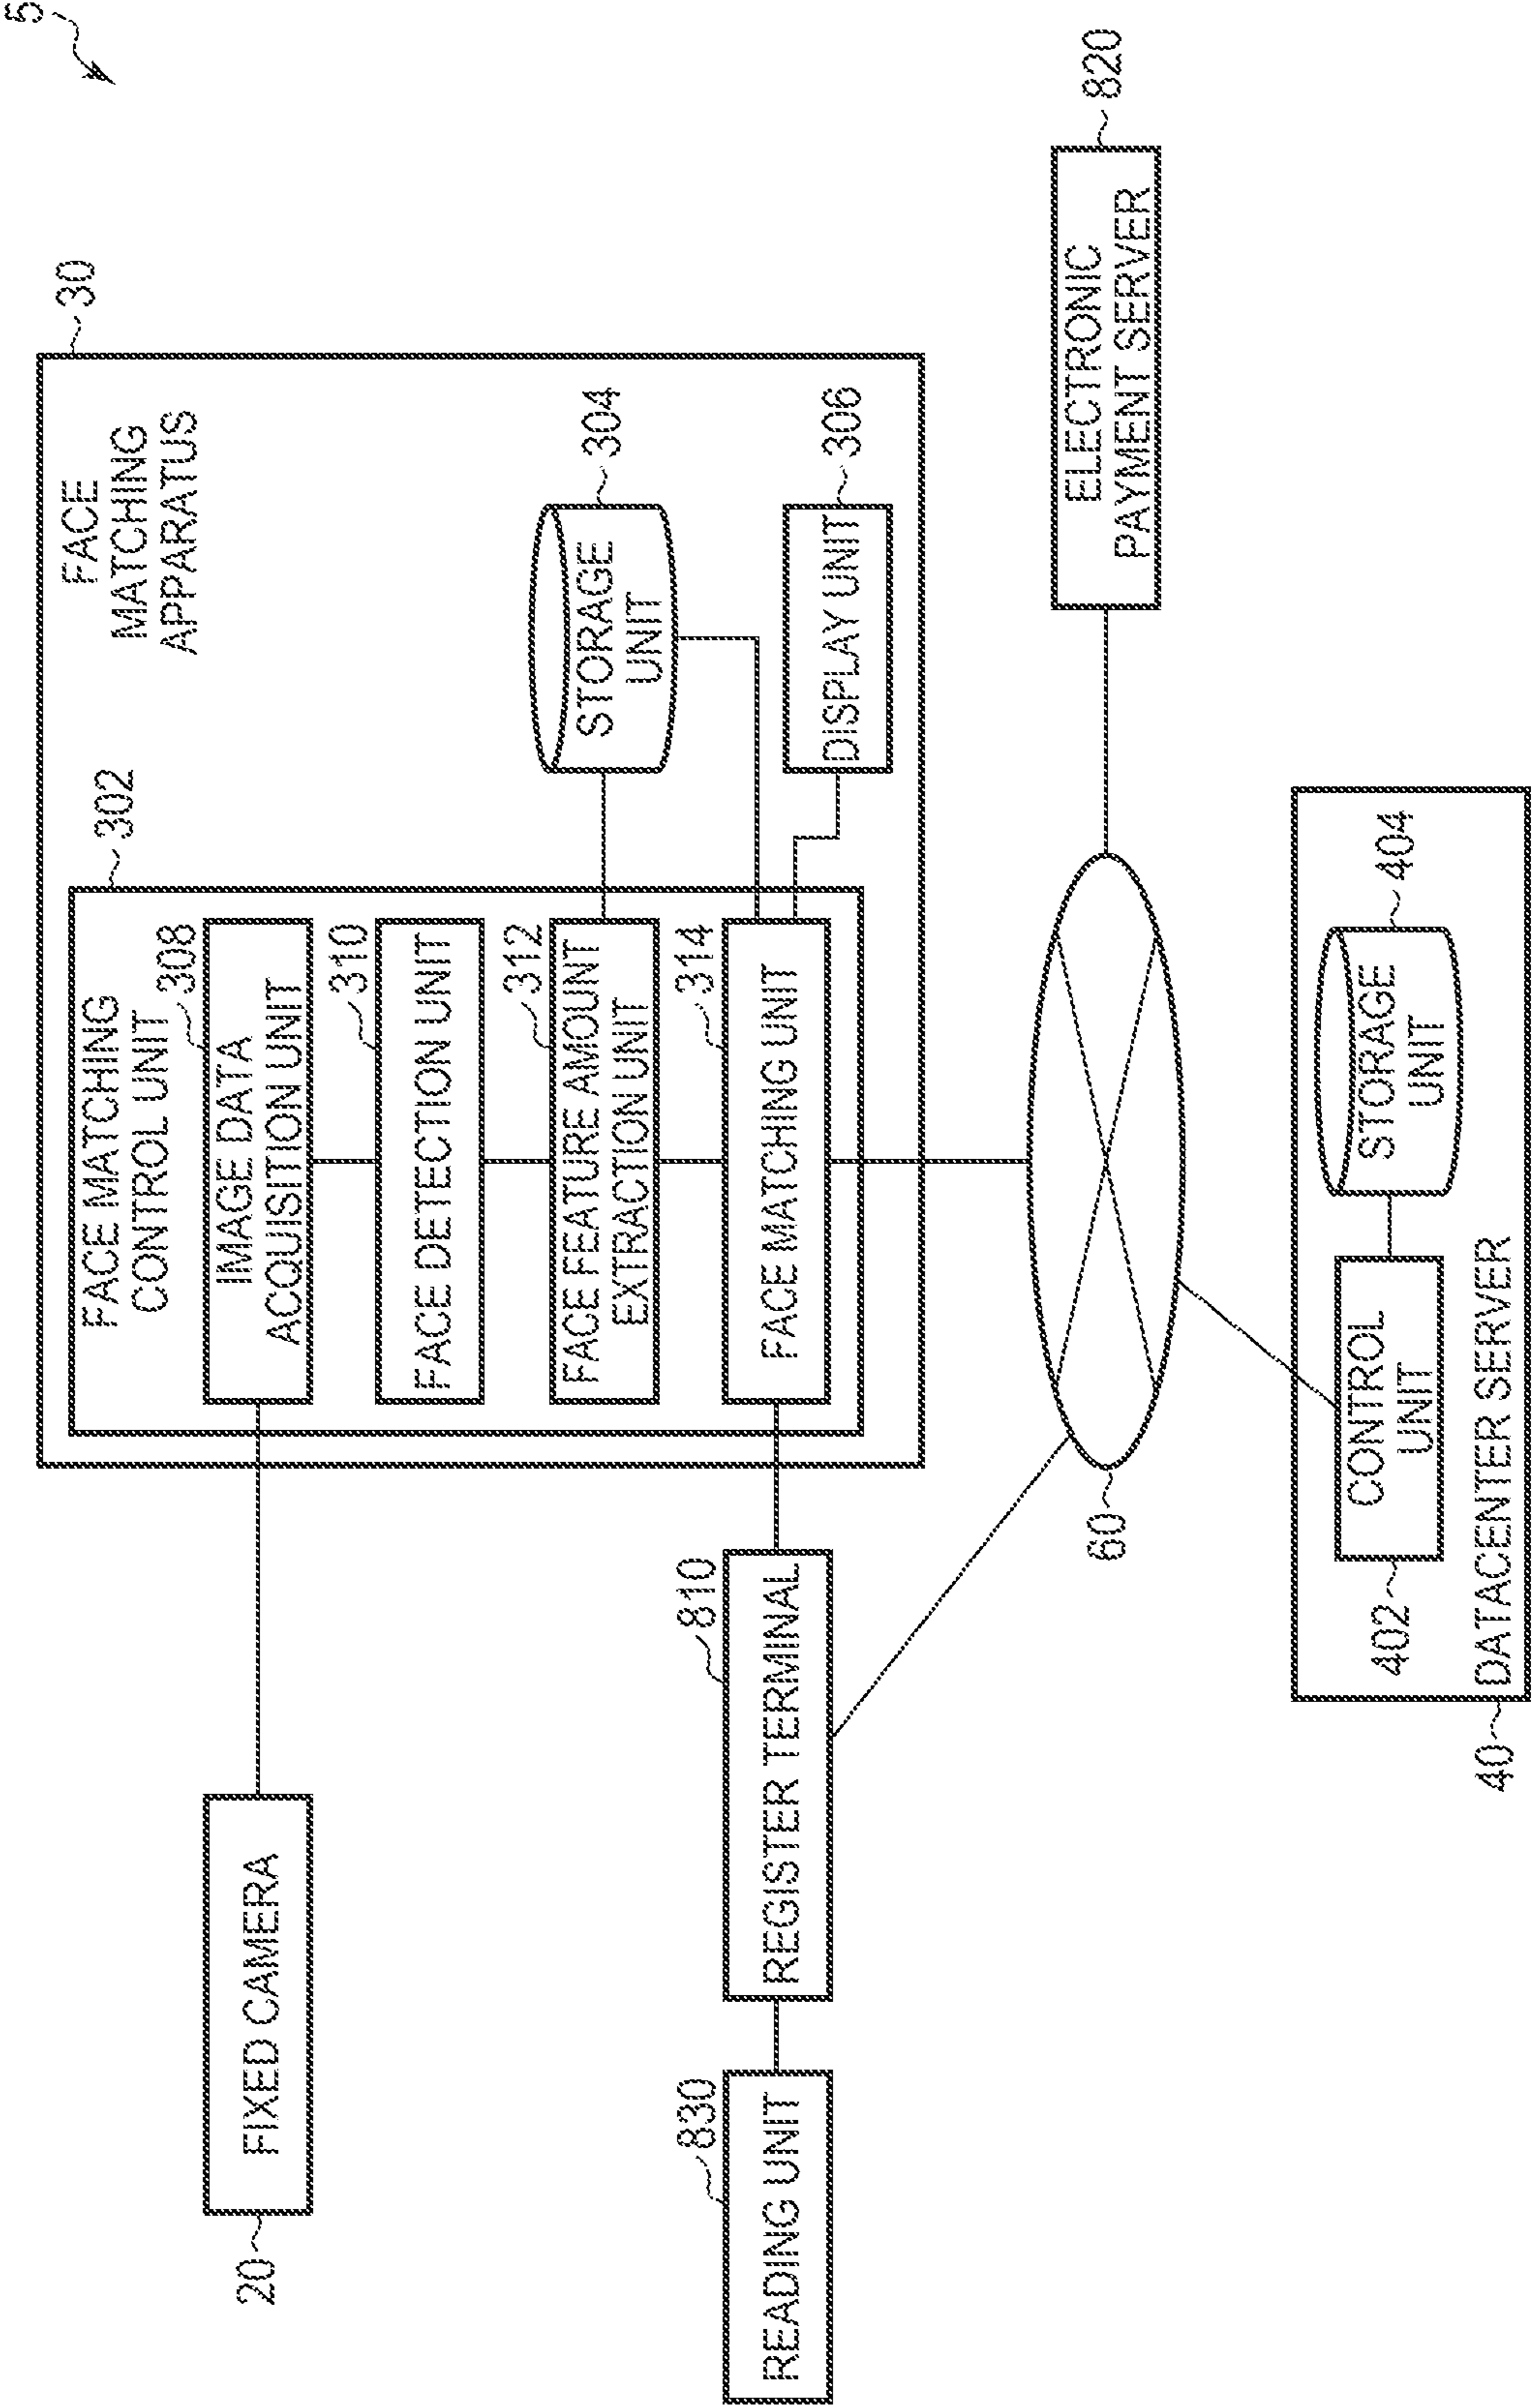 5
30
FACE
MATCHING
APPARATUS
302
FACE MATCHING
CONTROL UNIT
308
IMAGE DATA
ACQUISITION UNIT
20
FIXED CAMERA
310
FACE DETECTION UNIT
312
FACE FEATURE AMOUNT
EXTRACTION UNIT
304
STORAGE
UNIT
830
READING UNIT
810
REGISTER TERMINAL
314
FACE MATCHING UNIT
306
DISPLAY UNIT
60
820
ELECTRONIC
PAYMENT SERVER
402
CONTROL
UNIT
404
STORAGE
UNIT
40
DATACENTER SERVER